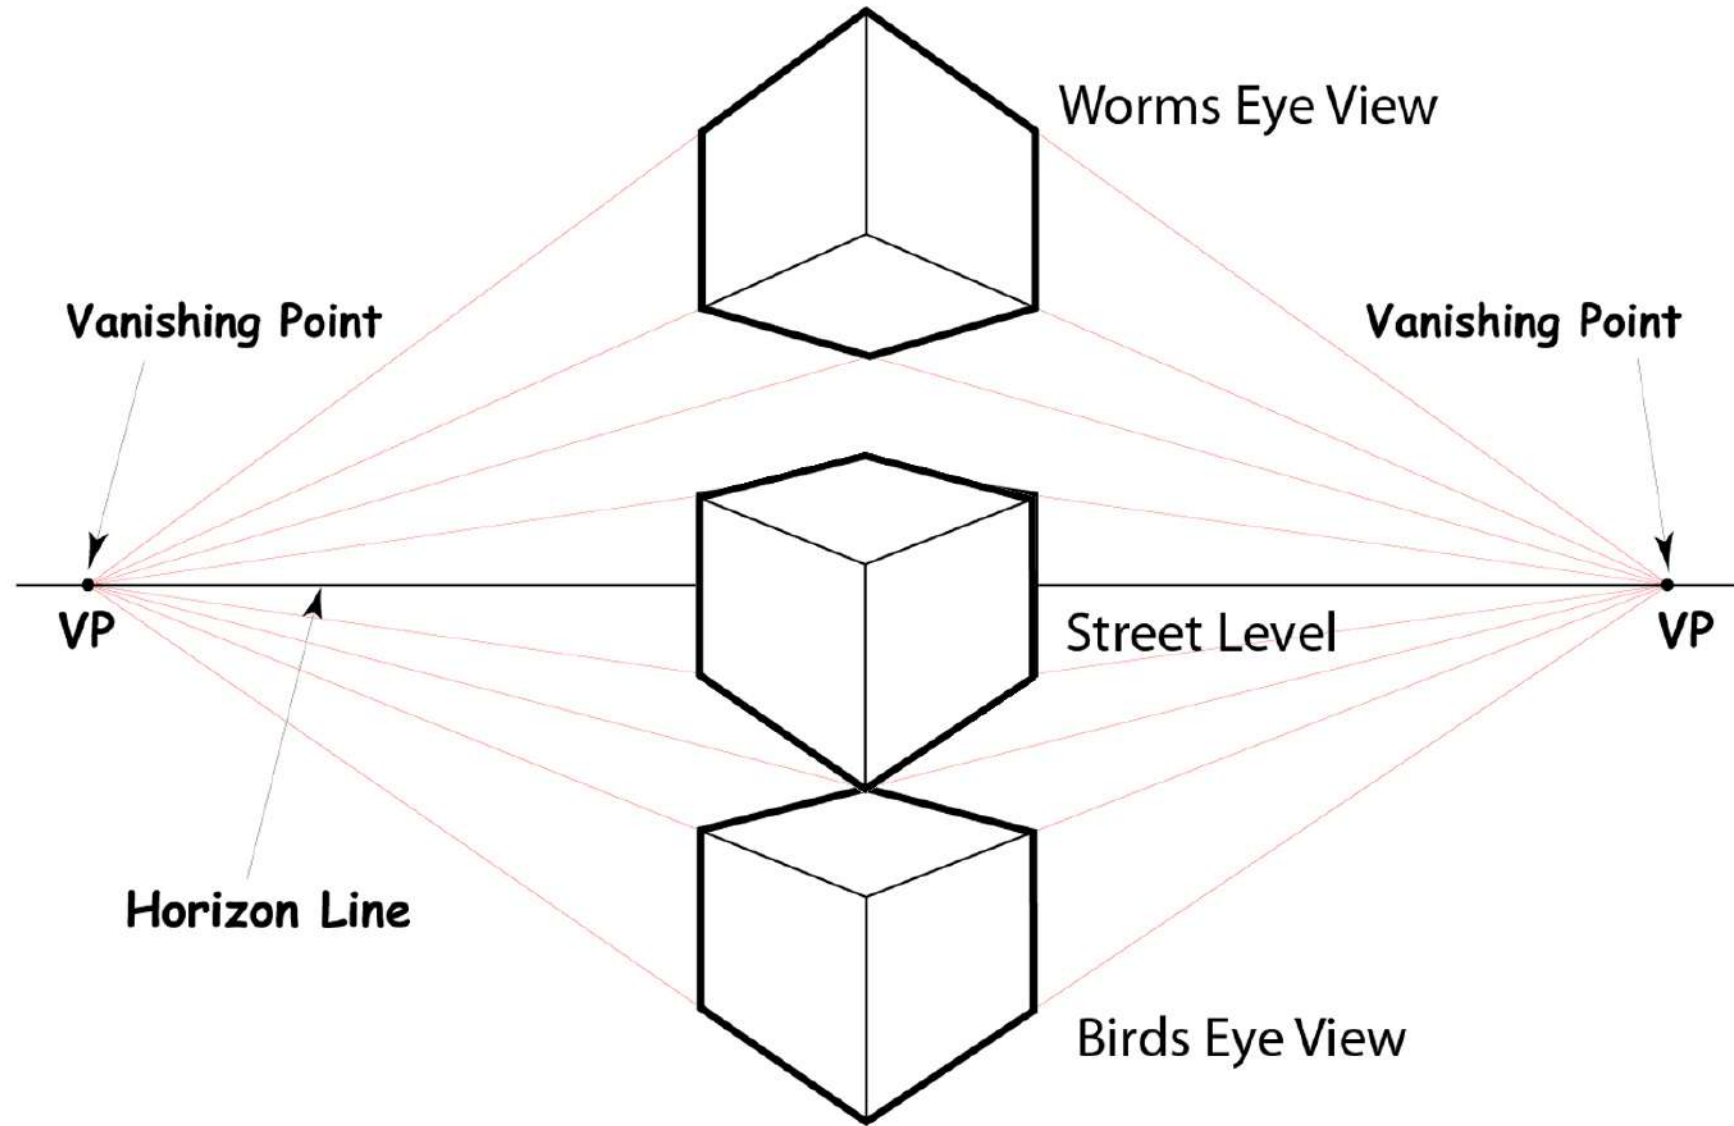 Worms Eye View
Vanishing Point
Vanishing Point
VP
Street Level
VP
Horizon Line
Birds Eye View